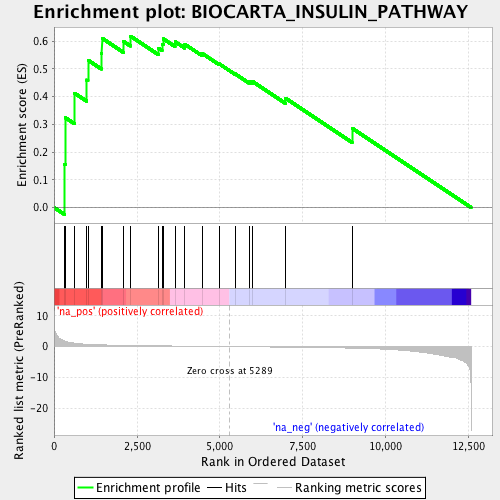 Enrichment plot: BIOCARTA_INSULIN_PATHWAY
Enrichment score (ES)
0.6
0.5
0.4
0.3
0.2
0.1
0.0
Ranked list metric (PreRanked)
'na_pos' (positively correlated)
10
0
-10
-20
Zero cross at 5289
'na_neg' (negatively correlated)
0
2,500
5,000
7,500
10,000
12,500
Rank in Ordered Dataset
Enrichment profile
Hits
Ranking metric scores